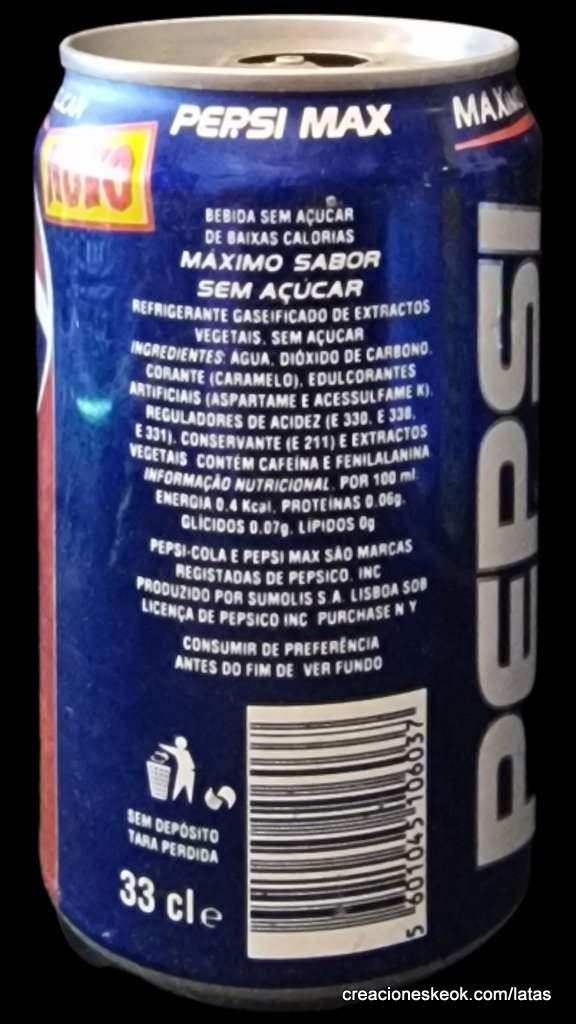 PEPSI MAX
MAXIMO
NOVO
BEBIDA SEM AÇUCAR
DE BAIXAS CALORIAS
MÁXIMO SABOR
SEM AÇÚCAR
REFRIGERANTE GASEIFICADO DE EXTRACTOS
VEGETAIS, SEM AÇUCAR
INGREDIENTES: ÁGUA, DIÓXIDO DE CARBONO,
CORANTE (CARAMELO), EDULCORANTES
ARTIFICIAIS (ASPARTAME E ACESSULFAME K),
REGULADORES DE ACIDEZ (E 330, E 338,
E 331), CONSERVANTE (E 211) E EXTRACTOS
VEGETAIS. CONTÉM CAFEÍNA E FENILALANINA
INFORMAÇÃO NUTRICIONAL POR 100 ml:
ENERGIA 0.4 Kcal, PROTEÍNAS 0.06g,
GLÍCIDOS 0.07g, LÍPIDOS 0g
PEPSI-COLA E PEPSI MAX SÃO MARCAS
REGISTADAS DE PEPSICO, INC
PRODUZIDO POR SUMOLIS S.A. LISBOA SOB
LICENÇA DE PEPSICO INC PURCHASE N Y
CONSUMIR DE PREFERÊNCIA
ANTES DO FIM DE VER FUNDO
SEM DEPÓSITO
TARA PERDIDA
33 cl e
5 601045 106037
PEPSI
creacioneskeok.com/latas